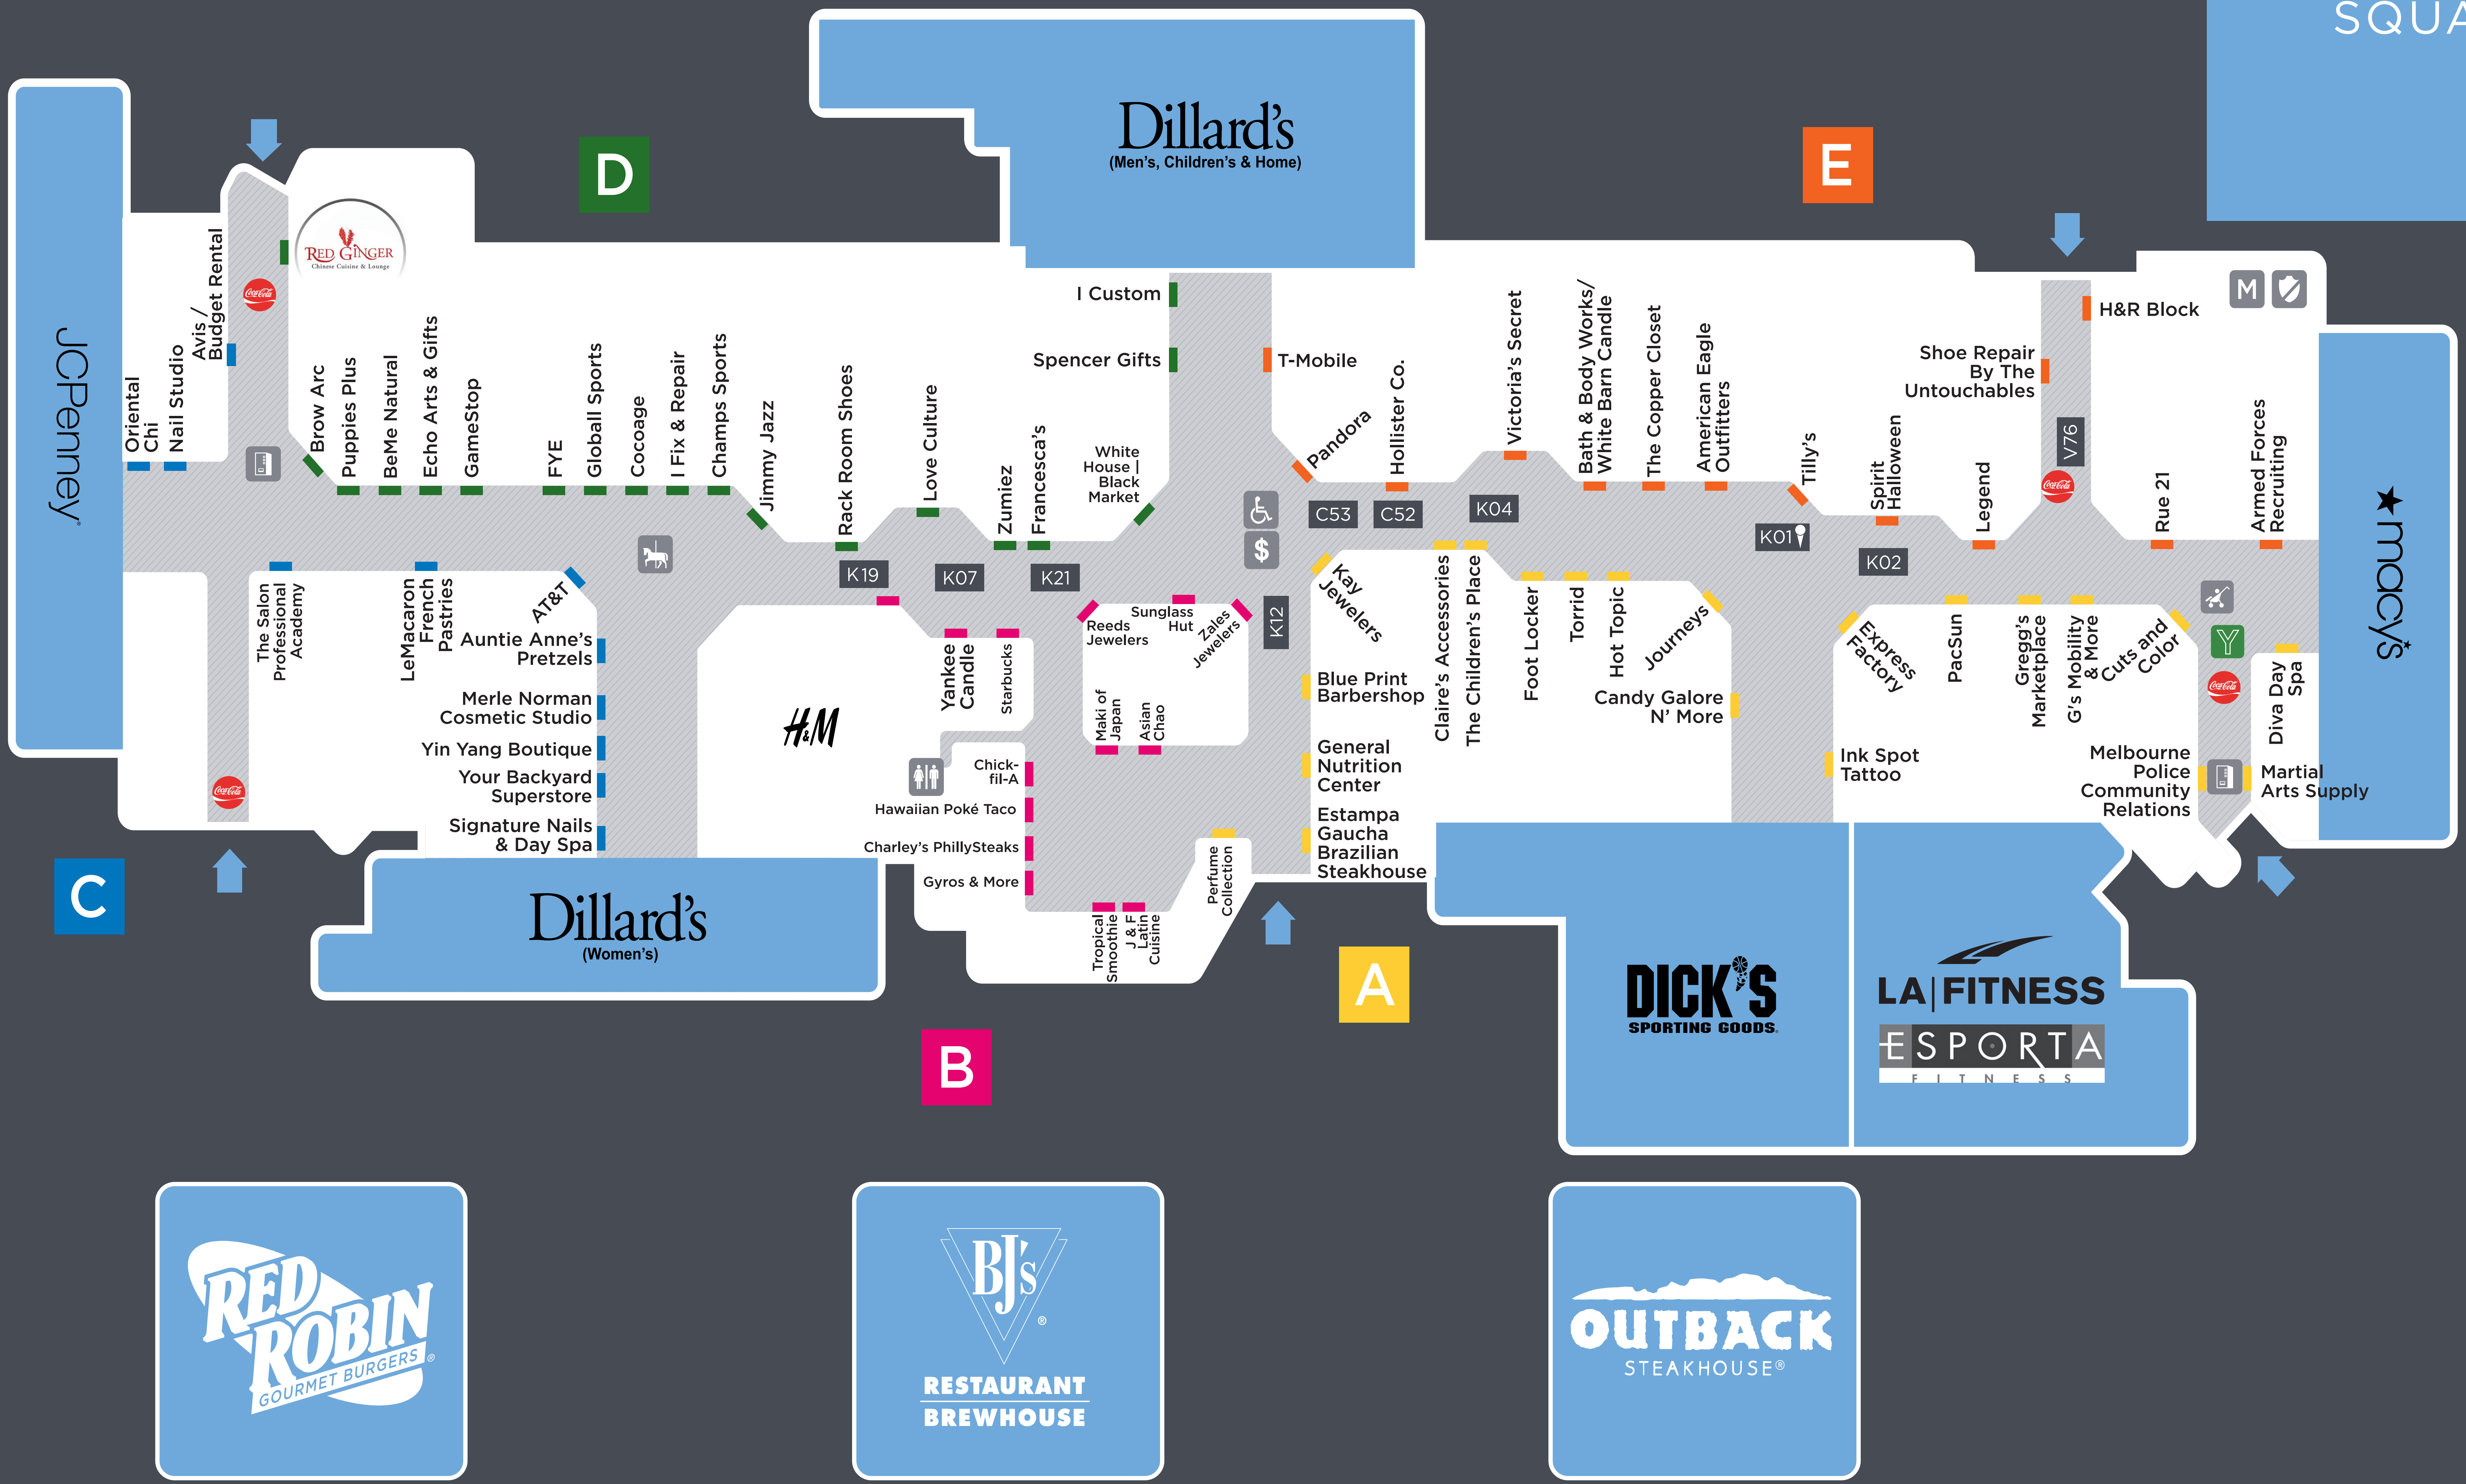 SQUA
Dillard's
(Men's, Children's & Home)
D
E
RED GINGER
Chinese Cuisine & Lounge
JCPenney
Oriental
Chi
Nail Studio
Avis /
Budget Rental
Coca-Cola
Brow Arc
Puppies Plus
BeMe Natural
Echo Arts & Gifts
GameStop
FYE
Globall Sports
Cocoage
I Fix & Repair
Champs Sports
Jimmy Jazz
Rack Room Shoes
Love Culture
Zumiez
Francesca's
White
House |
Black
Market
I Custom
Spencer Gifts
T-Mobile
Pandora
Hollister Co.
Victoria's Secret
Bath & Body Works/
White Barn Candle
The Copper Closet
American Eagle
Outfitters
Tilly's
Spirit
Halloween
Legend
Shoe Repair
By The
Untouchables
V76
Coca-Cola
H&R Block
M
Rue 21
Armed Forces
Recruiting
macy's
$
C53
C52
K04
K01
K02
K19
K07
K21
K12
The Salon
Professional
Academy
LeMacaron
French
Pastries
AT&T
Auntie Anne's
Pretzels
Merle Norman
Cosmetic Studio
Yin Yang Boutique
Your Backyard
Superstore
Signature Nails
& Day Spa
Coca-Cola
H&M
Yankee
Candle
Starbucks
Reeds
Jewelers
Sunglass
Hut
Zales
Jewelers
Maki of
Japan
Asian
Chao
Chick-
fil-A
Hawaiian Poké Taco
Charley's PhillySteaks
Gyros & More
Tropical
Smoothie
J & F
Latin
Cuisine
Perfume
Collection
Kay
Jewelers
Blue Print
Barbershop
General
Nutrition
Center
Estampa
Gaucha
Brazilian
Steakhouse
Claire's Accessories
The Children's Place
Foot Locker
Torrid
Hot Topic
Journeys
Candy Galore
N' More
Express
Factory
Ink Spot
Tattoo
PacSun
Gregg's
Marketplace
G's Mobility
& More
Cuts and
Color
Y
Coca-Cola
Diva Day
Spa
Melbourne
Police
Community
Relations
Martial
Arts Supply
C
Dillard's
(Women's)
B
A
DICK'S
SPORTING GOODS
LA|FITNESS
ESPORTA
FITNESS
RED
ROBIN
GOURMET BURGERS®
BJ's
®
RESTAURANT
BREWHOUSE
OUTBACK
STEAKHOUSE®